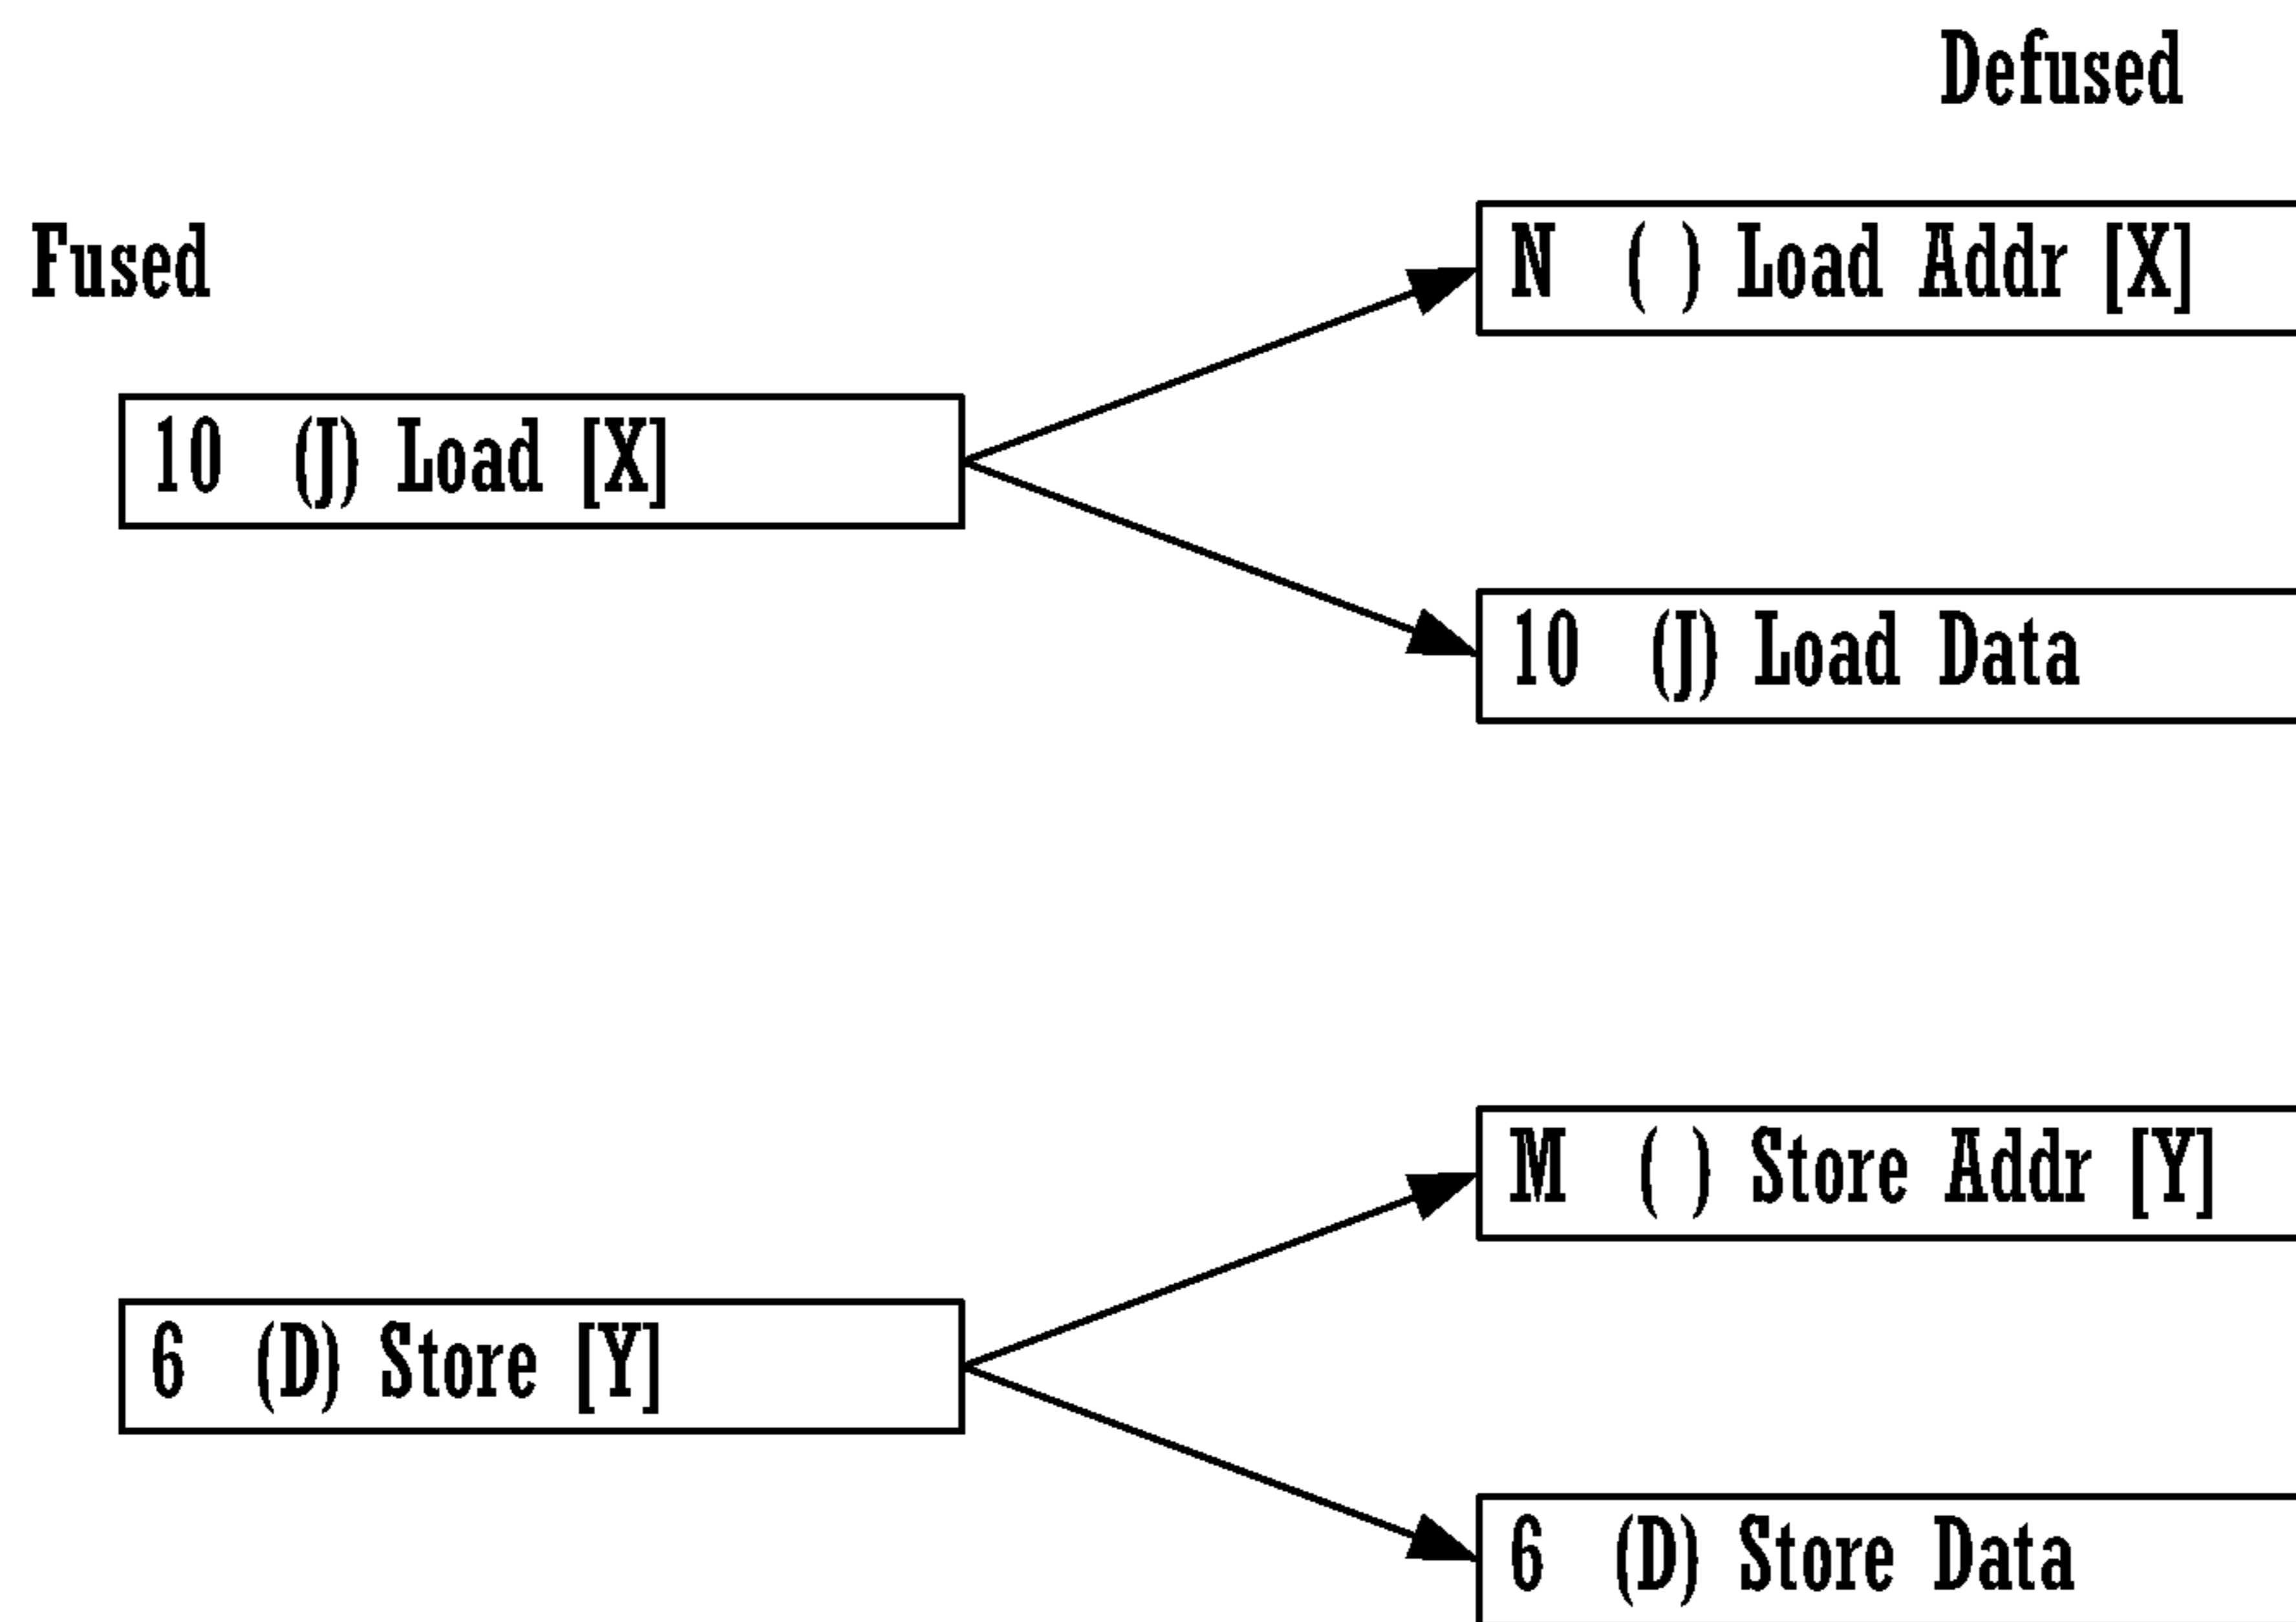 Defused
Fused
N ( ) Load Addr [X]
10 (J) Load [X]
10 (J) Load Data
M ( ) Store Addr [Y]
6 (D) Store [Y]
6 (D) Store Data